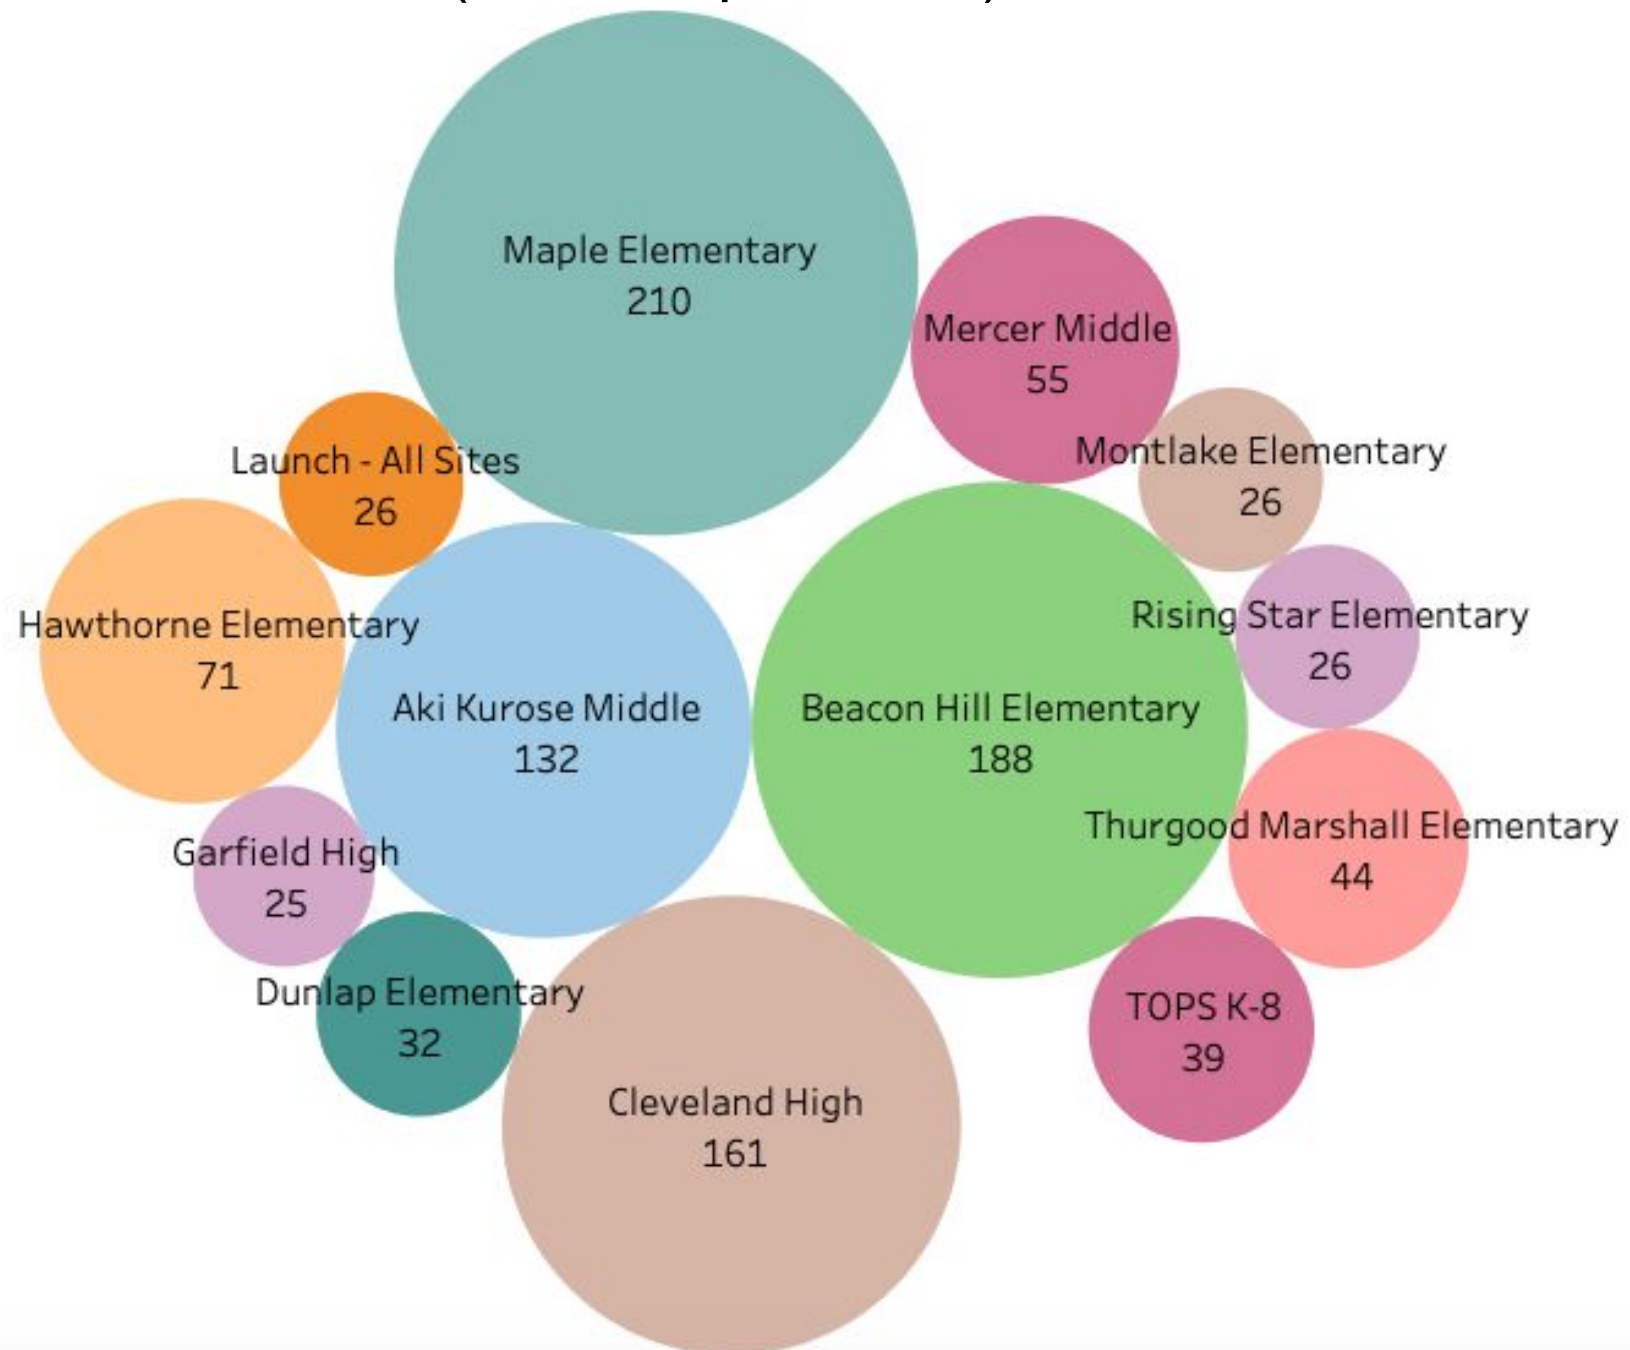 Maple Elementary
210
Mercer Middle
55
Launch - All Sites
26
Montlake Elementary
26
Hawthorne Elementary
71
Rising Star Elementary
26
Aki Kurose Middle
132
Beacon Hill Elementary
188
Thurgood Marshall Elementary
44
Garfield High
25
Dunlap Elementary
32
TOPS K-8
39
Cleveland High
161